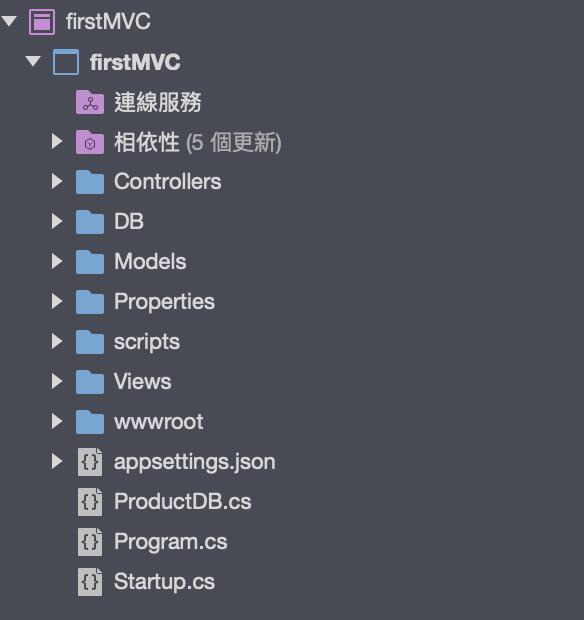 firstMVC
firstMVC
連線服務
相依性 (5 個更新)
Controllers
DB
Models
Properties
scripts
Views
wwwroot
appsettings.json
ProductDB.cs
Program.cs
Startup.cs